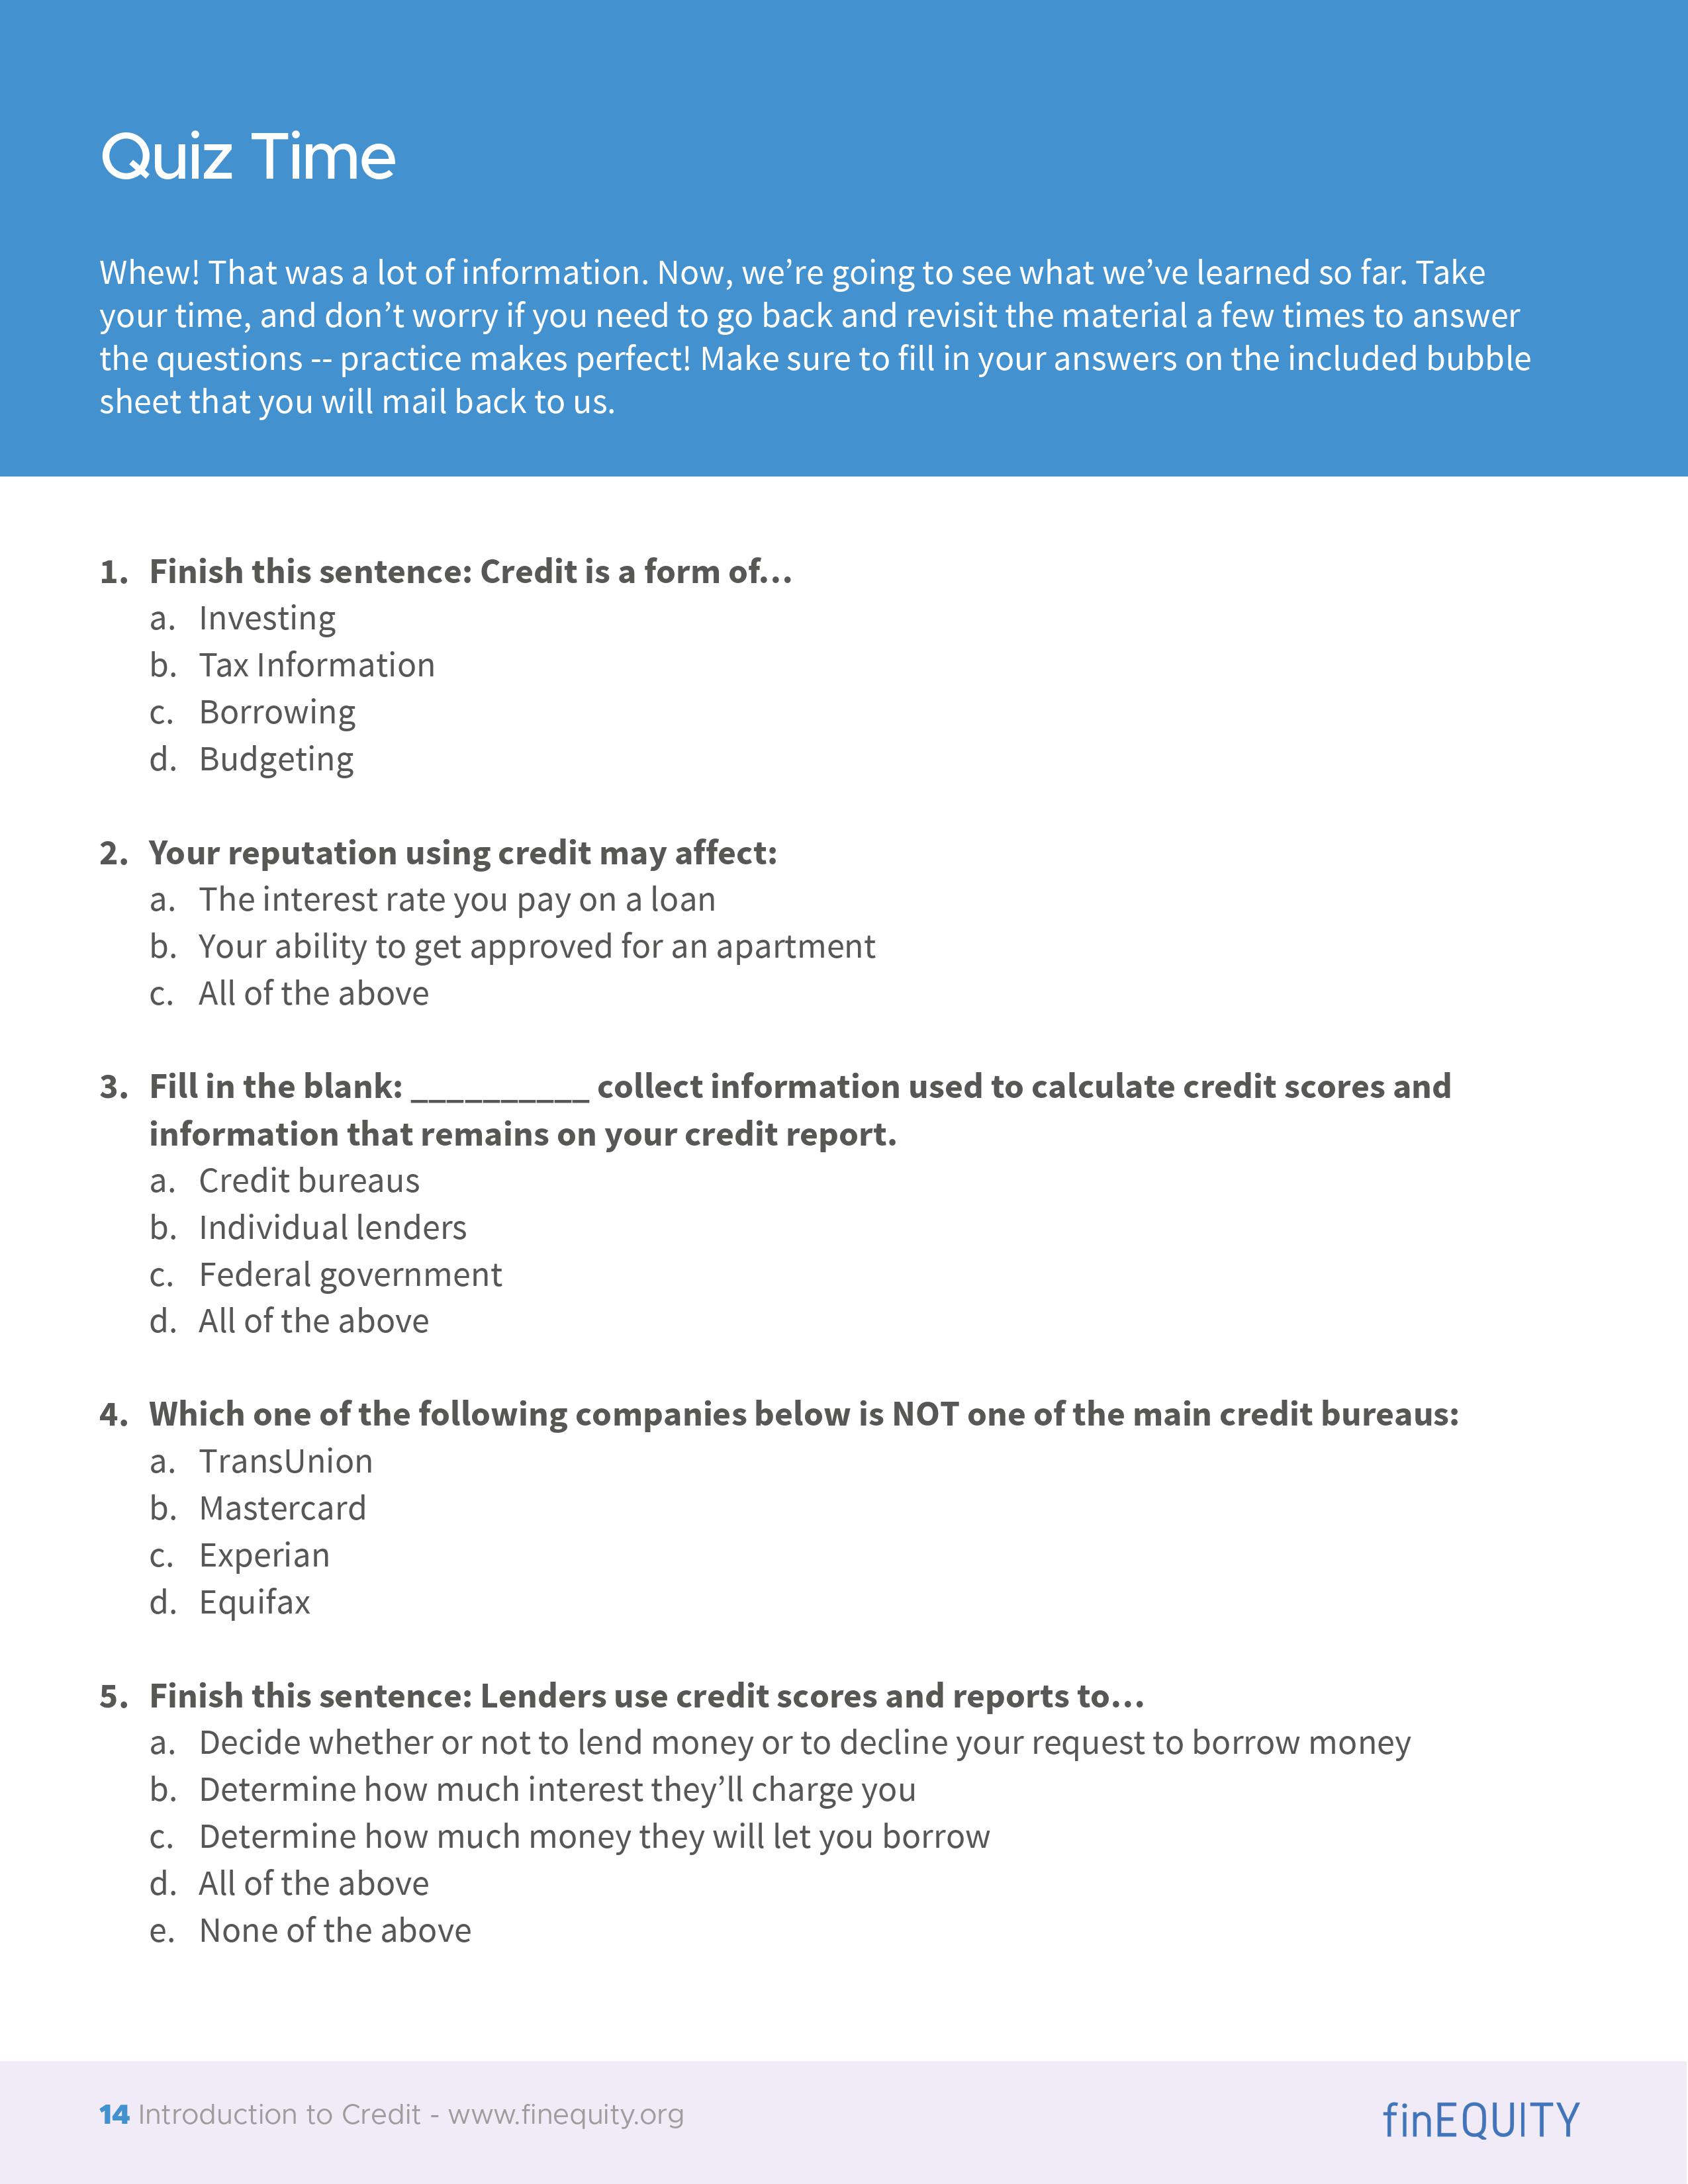 Quiz Time
Whew! That was a lot of information. Now, we’re going to see what we’ve learned so far. Take
your time, and don’t worry if you need to go back and revisit the material a few times to answer
the questions -- practice makes perfect! Make sure to fill in your answers on the included bubble
sheet that you will mail back to us.
1. Finish this sentence: Credit is a form of…
a. Investing
b. Tax Information
c. Borrowing
d. Budgeting
2. Your reputation using credit may affect:
a. The interest rate you pay on a loan
b. Your ability to get approved for an apartment
c. All of the above
3. Fill in the blank: __________ collect information used to calculate credit scores and
information that remains on your credit report.
a. Credit bureaus
b. Individual lenders
c. Federal government
d. All of the above
4. Which one of the following companies below is NOT one of the main credit bureaus:
a. TransUnion
b. Mastercard
c. Experian
d. Equifax
5. Finish this sentence: Lenders use credit scores and reports to…
a. Decide whether or not to lend money or to decline your request to borrow money
b. Determine how much interest they’ll charge you
c. Determine how much money they will let you borrow
d. All of the above
e. None of the above
14 Introduction to Credit - www.finequity.org
finEQUITY